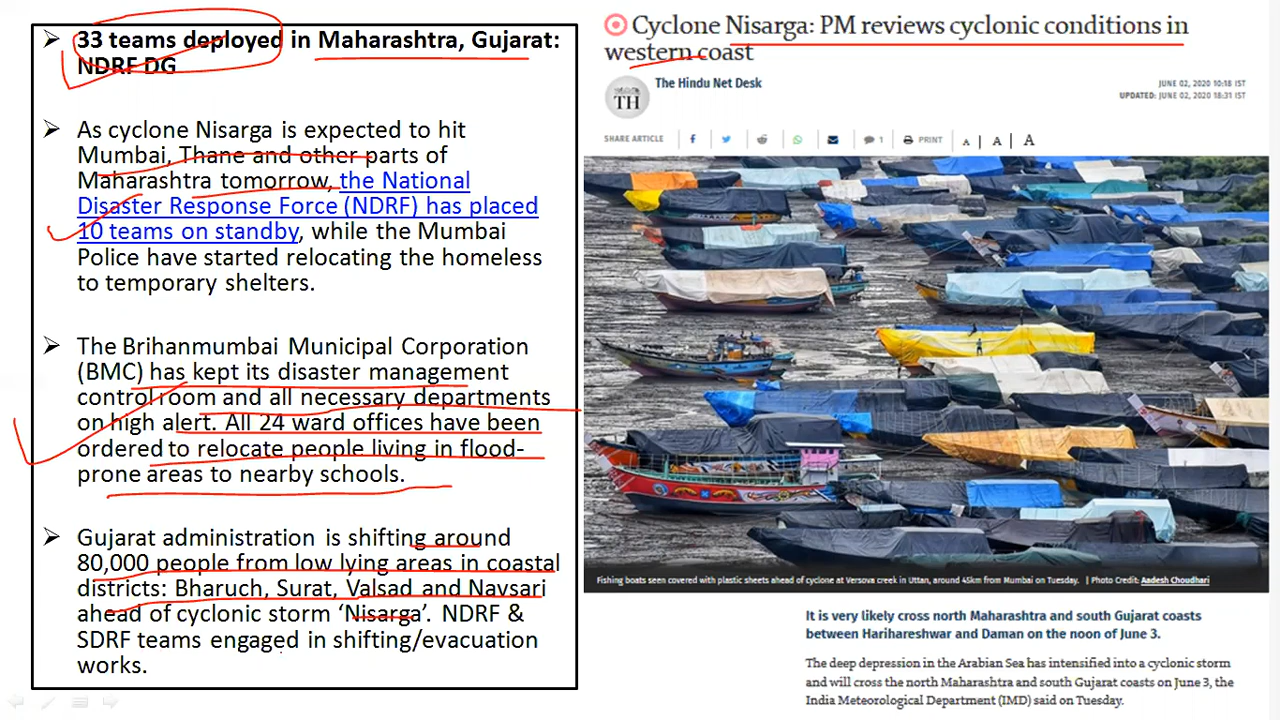 ➢ 33 teams deployed in Maharashtra, Gujarat:
NDRF DG
➢ As cyclone Nisarga is expected to hit
Mumbai, Thane and other parts of
Maharashtra tomorrow, the National
Disaster Response Force (NDRF) has placed
10 teams on standby, while the Mumbai
Police have started relocating the homeless
to temporary shelters.
➢ The Brihanmumbai Municipal Corporation
(BMC) has kept its disaster management
control room and all necessary departments
on high alert. All 24 ward offices have been
ordered to relocate people living in flood-
prone areas to nearby schools.
➢ Gujarat administration is shifting around
80,000 people from low lying areas in coastal
districts: Bharuch, Surat, Valsad and Navsari
ahead of cyclonic storm ‘Nisarga’. NDRF &
SDRF teams engaged in shifting/evacuation
works.
Cyclone Nisarga: PM reviews cyclonic conditions in
western coast
TH
The Hindu Net Desk
JUNE 02, 2020 10:18 IST
UPDATED: JUNE 02, 2020 18:31 IST
SHARE ARTICLE
1
PRINT
A A A
Fishing boats seen covered with plastic sheets ahead of cyclone at Versova creek in Uttan, around 45km from Mumbai on Tuesday. | Photo Credit: Aadesh Choudhari
It is very likely cross north Maharashtra and south Gujarat coasts
between Harihareshwar and Daman on the noon of June 3.
The deep depression in the Arabian Sea has intensified into a cyclonic storm
and will cross the north Maharashtra and south Gujarat coasts on June 3, the
India Meteorological Department (IMD) said on Tuesday.